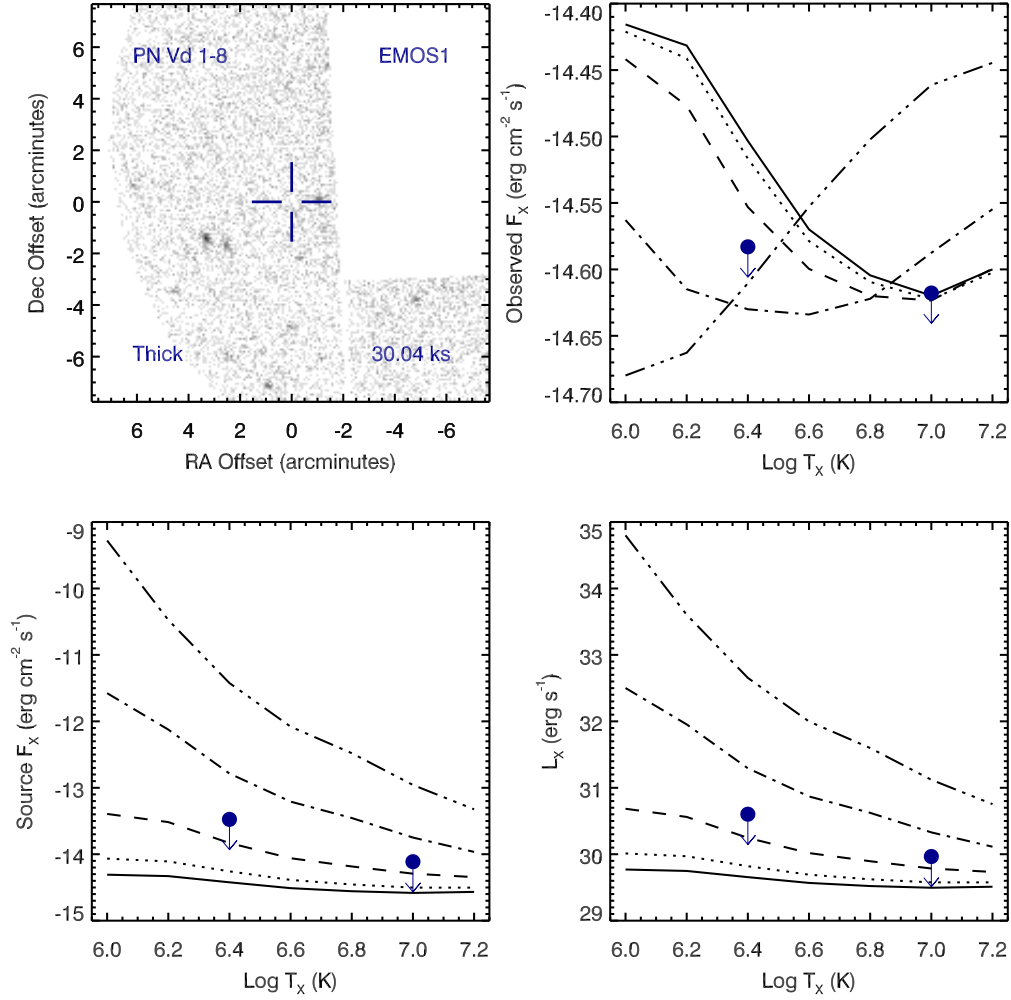 PN Vd 1-8
EMOS1
Thick
30.04 ks
6
4
2
0
-2
-4
-6
Dec Offset (arcminutes)
6 4 2 0 -2 -4 -6
RA Offset (arcminutes)
-14.40
-14.45
-14.50
-14.55
-14.60
-14.65
-14.70
Observed FX (erg cm-2 s-1)
6.0 6.2 6.4 6.6 6.8 7.0 7.2
Log TX (K)
-9
-10
-11
-12
-13
-14
-15
Source FX (erg cm-2 s-1)
6.0 6.2 6.4 6.6 6.8 7.0 7.2
Log TX (K)
35
34
33
32
31
30
29
LX (erg s-1)
6.0 6.2 6.4 6.6 6.8 7.0 7.2
Log TX (K)